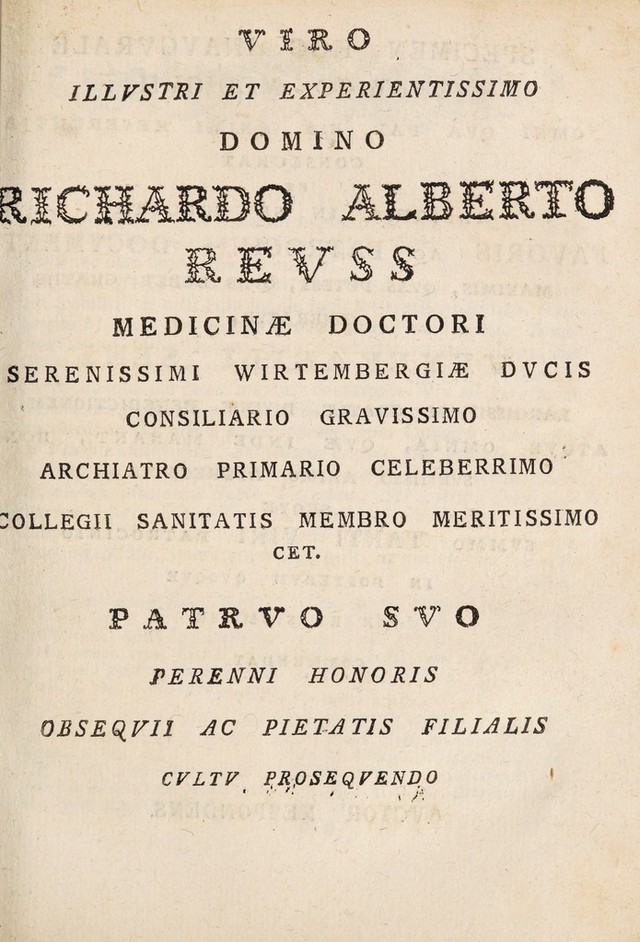 VIRO
ILLVSTRI ET EXPERIENTISSIMO
DOMINO
RICHARDO ALBERTO
REVSS
MEDICINÆ DOCTORI
SERENISSIMI WIRTEMBERGIÆ DVCIS
CONSILIARIO GRAVISSIMO
ARCHIATRO PRIMARIO CELEBERRIMO
COLLEGII SANITATIS MEMBRO MERITISSIMO
CET.
PATRVO SVO
PERENNI HONORIS
OBSEQVII AC PIETATIS FILIALIS
CVLTV PROSEQVENDO